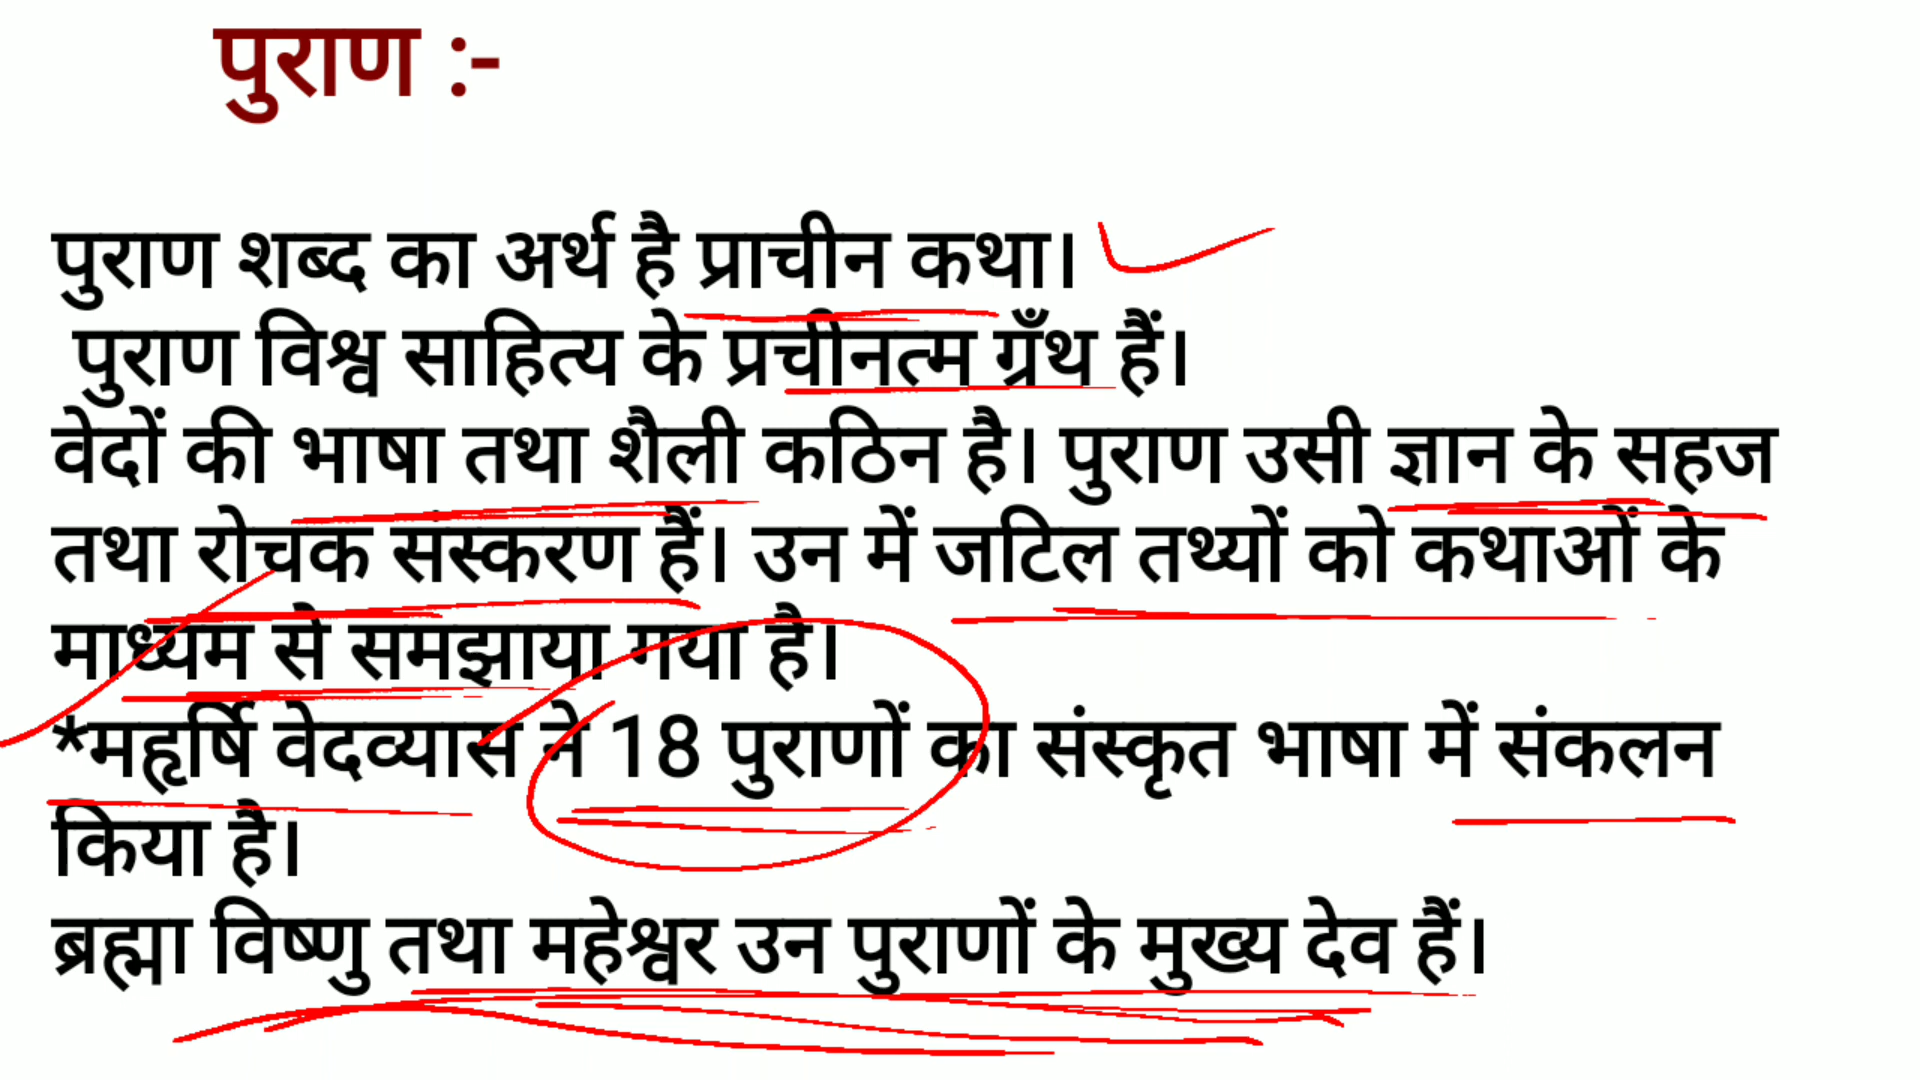 पुराण :-
पुराण शब्द का अर्थ है प्राचीन कथा।
पुराण विश्व साहित्य के प्रचीनत्म ग्रँथ हैं।
वेदों की भाषा तथा शैली कठिन है। पुराण उसी ज्ञान के सहज
तथा रोचक संस्करण हैं। उन में जटिल तथ्यों को कथाओं के
माध्यम से समझाया गया है।
*महृर्षि वेदव्यास ने 18 पुराणों का संस्कृत भाषा में संकलन
किया है।
ब्रह्मा विष्णु तथा महेश्वर उन पुराणों के मुख्य देव हैं।